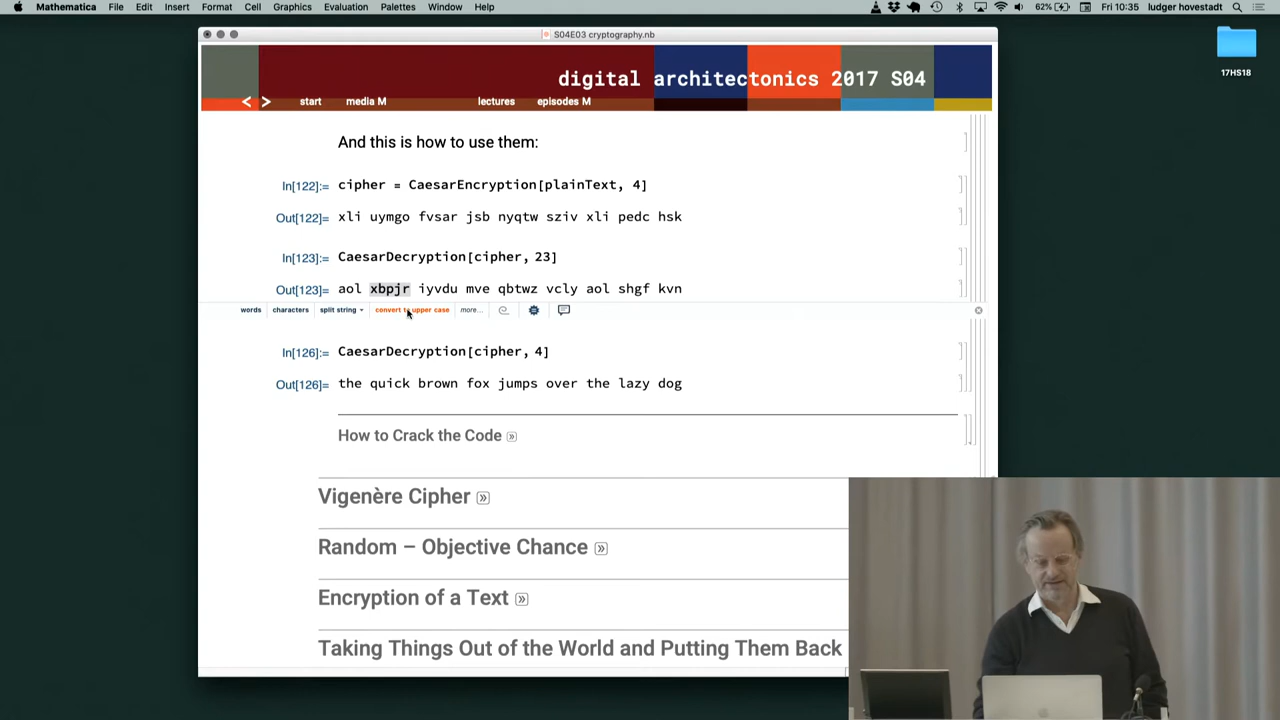 Mathematica File Edit Insert Format Cell Graphics Evaluation Palettes Window Help 62% Fri 10:35 ludger hovestadt
S04E03 cryptography.nb
17HS18
digital architectonics 2017 S04
< > start media M lectures episodes M
And this is how to use them:
In[122]:= cipher = CaesarEncryption[plainText, 4]
Out[122]= xli uymgo fvsar jsb nyqtw sziv xli pedc hsk
In[123]:= CaesarDecryption[cipher, 23]
Out[123]= aol xbpjr iyvdu mve qbtwz vcly aol shgf kvn
words characters split string convert to upper case more...
In[126]:= CaesarDecryption[cipher, 4]
Out[126]= the quick brown fox jumps over the lazy dog
How to Crack the Code »
Vigenère Cipher »
Random – Objective Chance »
Encryption of a Text »
Taking Things Out of the World and Putting Them Back